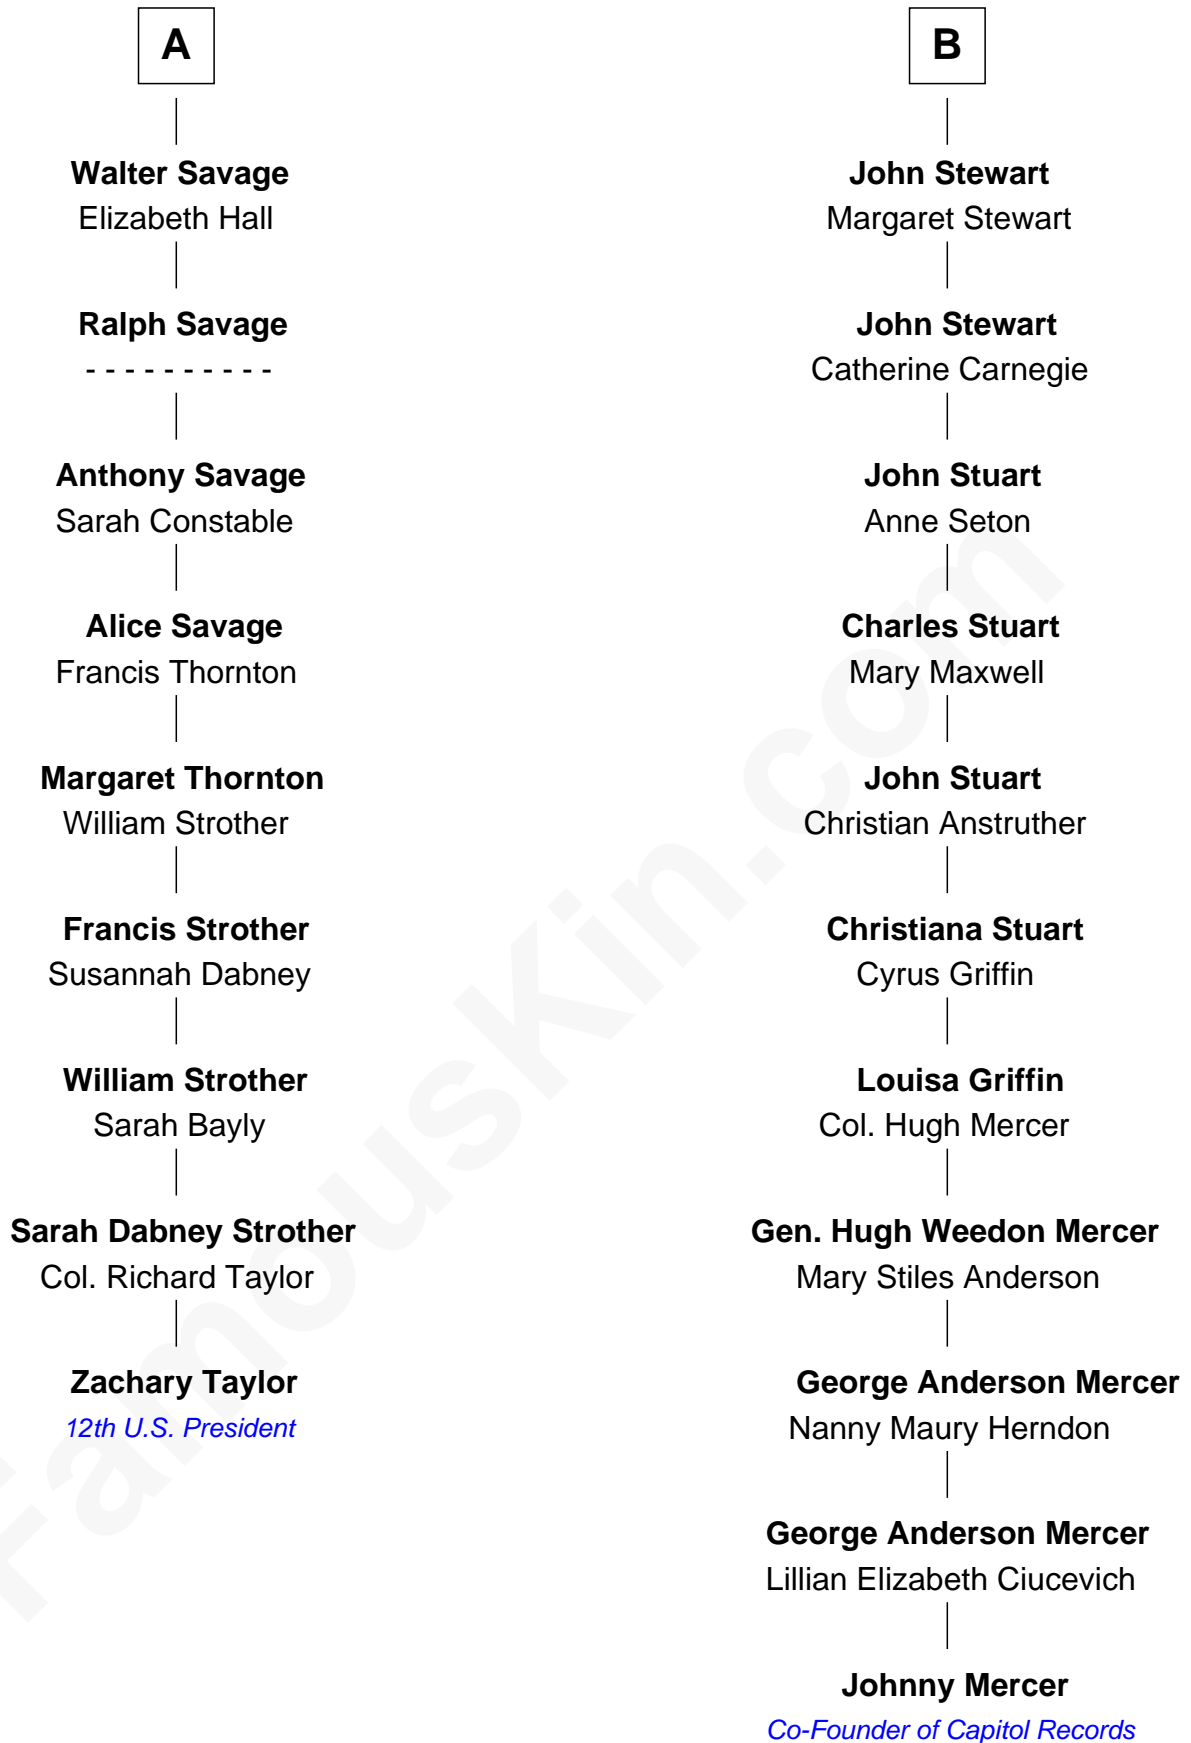 A
Walter Savage
Elizabeth Hall
Ralph Savage
- - - - - - - - - -
Anthony Savage
Sarah Constable
Alice Savage
Francis Thornton
Margaret Thornton
William Strother
Francis Strother
Susannah Dabney
William Strother
Sarah Bayly
Sarah Dabney Strother
Col. Richard Taylor
Zachary Taylor
12th U.S. President
B
John Stewart
Margaret Stewart
John Stewart
Catherine Carnegie
John Stuart
Anne Seton
Charles Stuart
Mary Maxwell
John Stuart
Christian Anstruther
Christiana Stuart
Cyrus Griffin
Louisa Griffin
Col. Hugh Mercer
Gen. Hugh Weedon Mercer
Mary Stiles Anderson
George Anderson Mercer
Nanny Maury Herndon
George Anderson Mercer
Lillian Elizabeth Ciucevich
Johnny Mercer
Co-Founder of Capitol Records
FamousKin.com